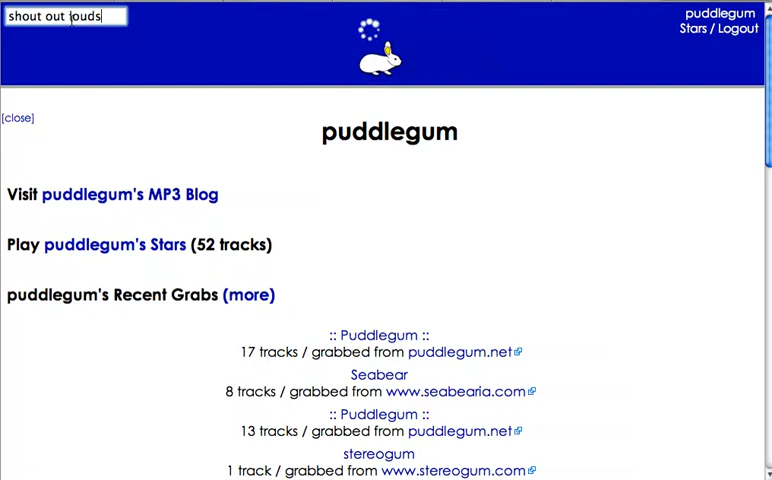 shout out louds
puddlegum
Stars / Logout
[close]
puddlegum
Visit puddlegum's MP3 Blog
Play puddlegum's Stars (52 tracks)
puddlegum's Recent Grabs (more)
:: Puddlegum ::
17 tracks / grabbed from puddlegum.net
Seabear
8 tracks / grabbed from www.seabearia.com
:: Puddlegum ::
13 tracks / grabbed from puddlegum.net
stereogum
1 track / grabbed from www.stereogum.com